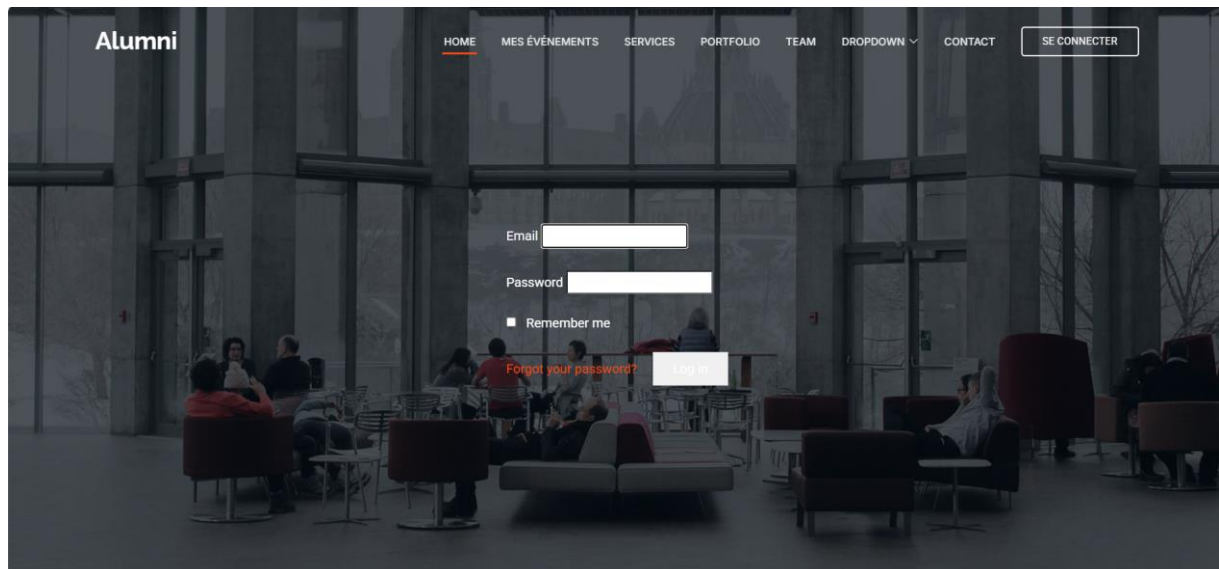 Alumni
HOME MES ÉVÉNEMENTS SERVICES PORTFOLIO TEAM DROPDOWN CONTACT SE CONNECTER
Email
Password
Remember me
Forgot your password? Log in